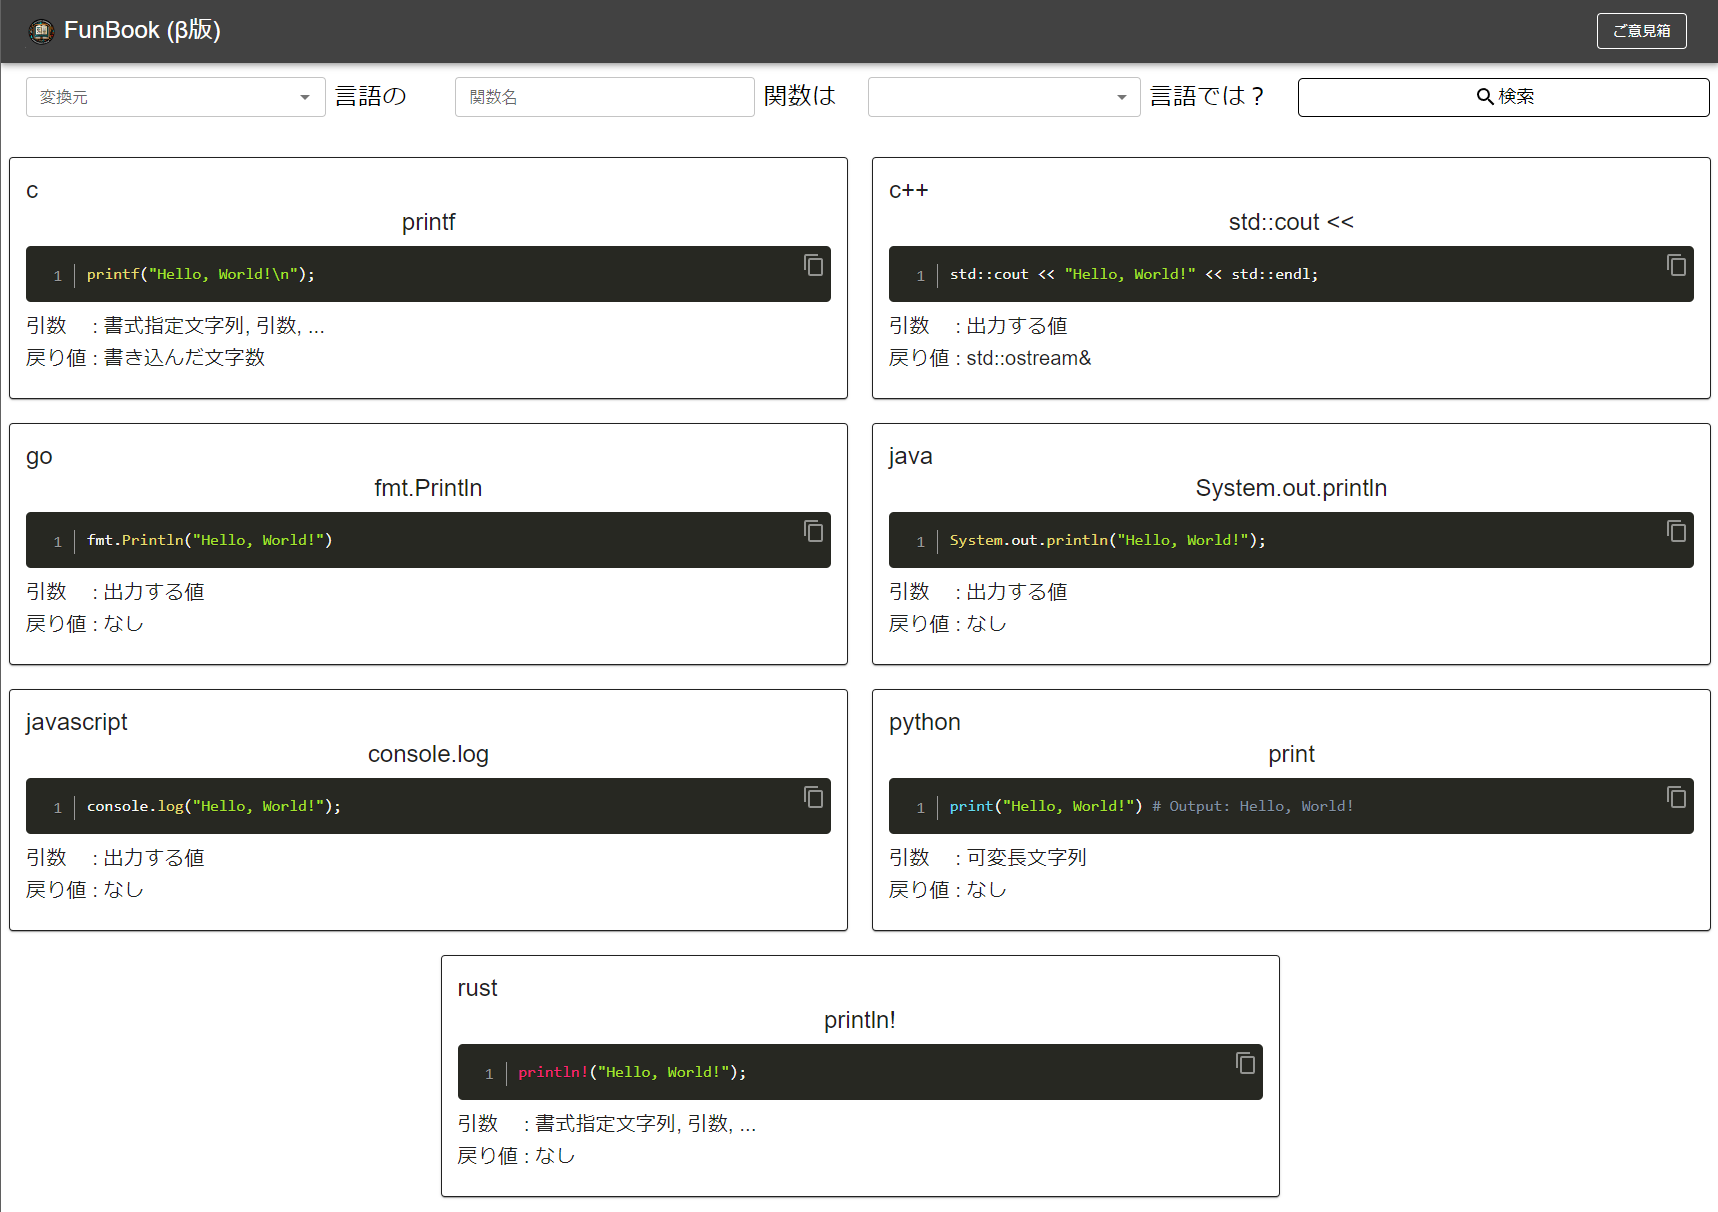 FunBook (β版)
ご意見箱
変換元 言語の 関数名 関数は 言語では？ 検索
c
printf
1 printf("Hello, World!\n");
引数 : 書式指定文字列, 引数, ...
戻り値 : 書き込んだ文字数
c++
std::cout <<
1 std::cout << "Hello, World!" << std::endl;
引数 : 出力する値
戻り値 : std::ostream&
go
fmt.Println
1 fmt.Println("Hello, World!")
引数 : 出力する値
戻り値 : なし
java
System.out.println
1 System.out.println("Hello, World!");
引数 : 出力する値
戻り値 : なし
javascript
console.log
1 console.log("Hello, World!");
引数 : 出力する値
戻り値 : なし
python
print
1 print("Hello, World!") # Output: Hello, World!
引数 : 可変長文字列
戻り値 : なし
rust
println!
1 println!("Hello, World!");
引数 : 書式指定文字列, 引数, ...
戻り値 : なし